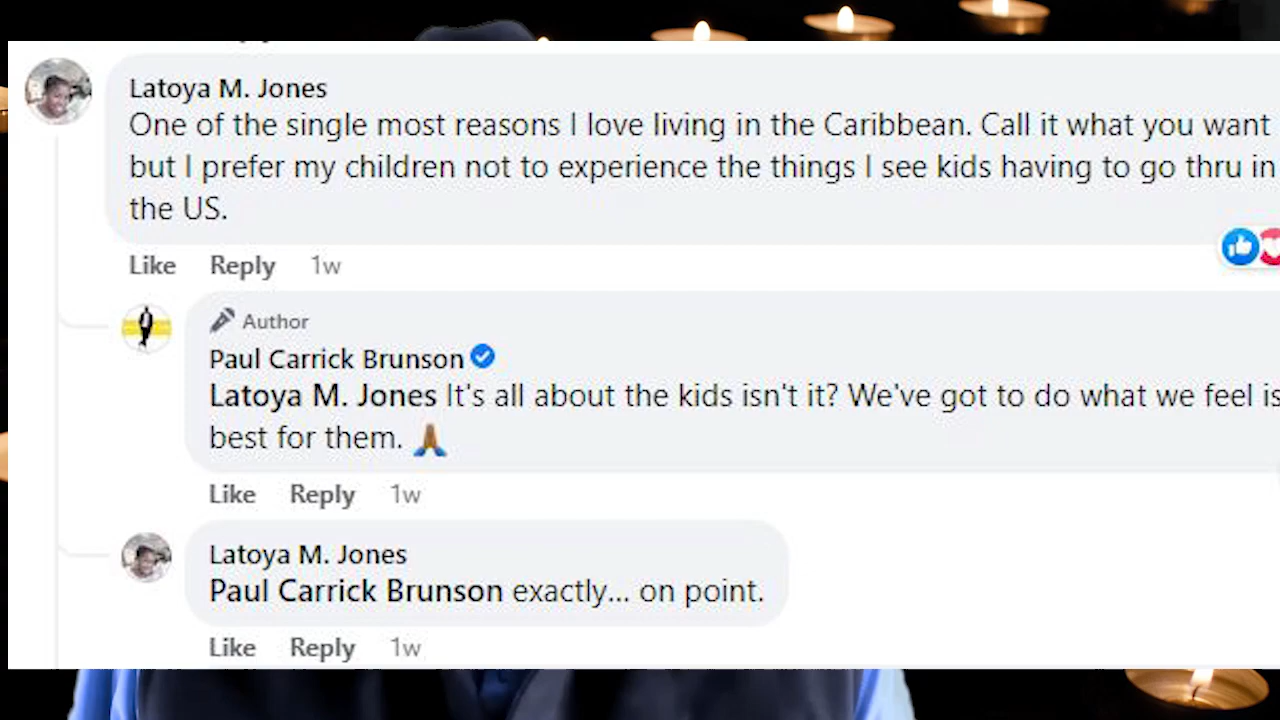 Latoya M. Jones
One of the single most reasons I love living in the Caribbean. Call it what you want
but I prefer my children not to experience the things I see kids having to go thru in
the US.
Like Reply 1w
Author
Paul Carrick Brunson
Latoya M. Jones It's all about the kids isn't it? We've got to do what we feel is
best for them. 🙏🏾
Like Reply 1w
Latoya M. Jones
Paul Carrick Brunson exactly... on point.
Like Reply 1w